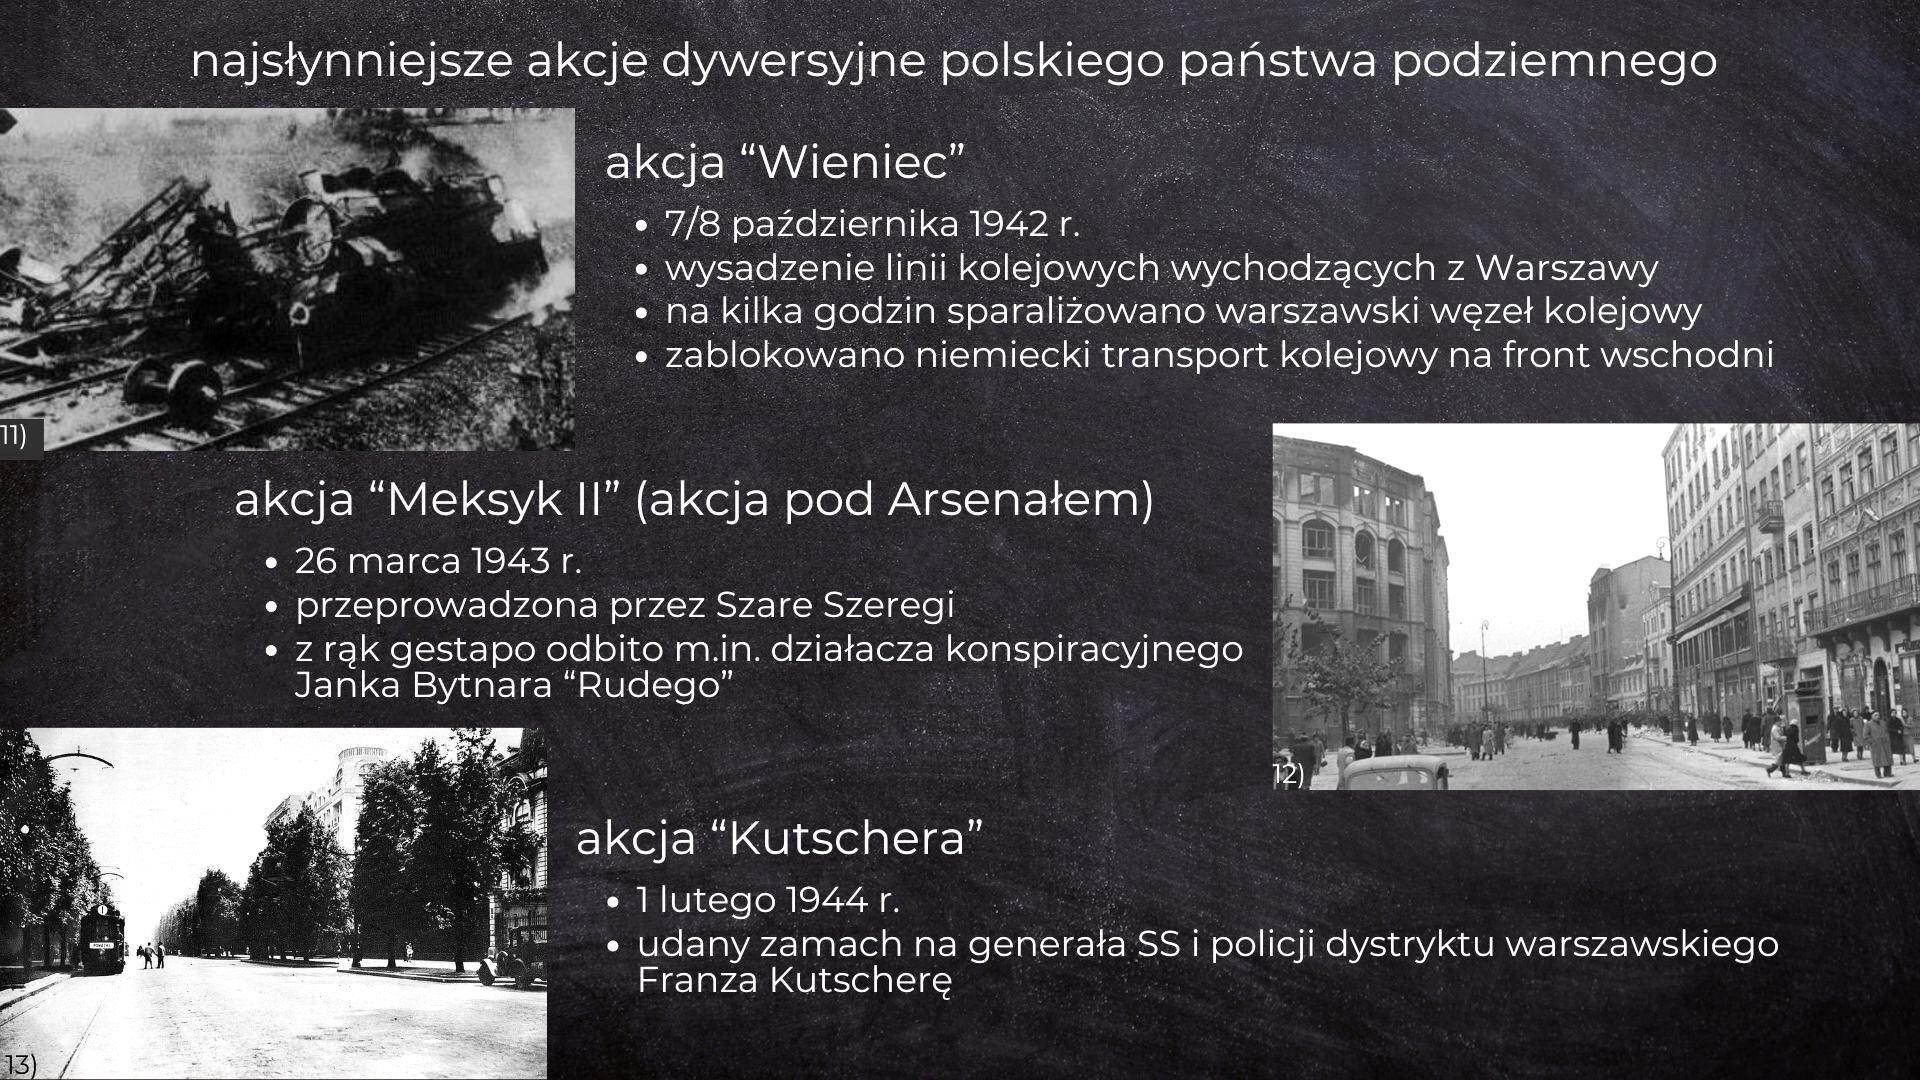 najsłynniejsze akcje dywersyjne polskiego państwa podziemnego
akcja “Wieniec”
• 7/8 października 1942 r.
• wysadzenie linii kolejowych wychodzących z Warszawy
• na kilka godzin sparaliżowano warszawski węzeł kolejowy
• zablokowano niemiecki transport kolejowy na front wschodni
11)
akcja “Meksyk II” (akcja pod Arsenałem)
• 26 marca 1943 r.
• przeprowadzona przez Szare Szeregi
• z rąk gestapo odbito m.in. działacza konspiracyjnego
Janka Bytnara “Rudego”
12)
akcja “Kutschera”
• 1 lutego 1944 r.
• udany zamach na generała SS i policji dystryktu warszawskiego
Franza Kutscherę
13)